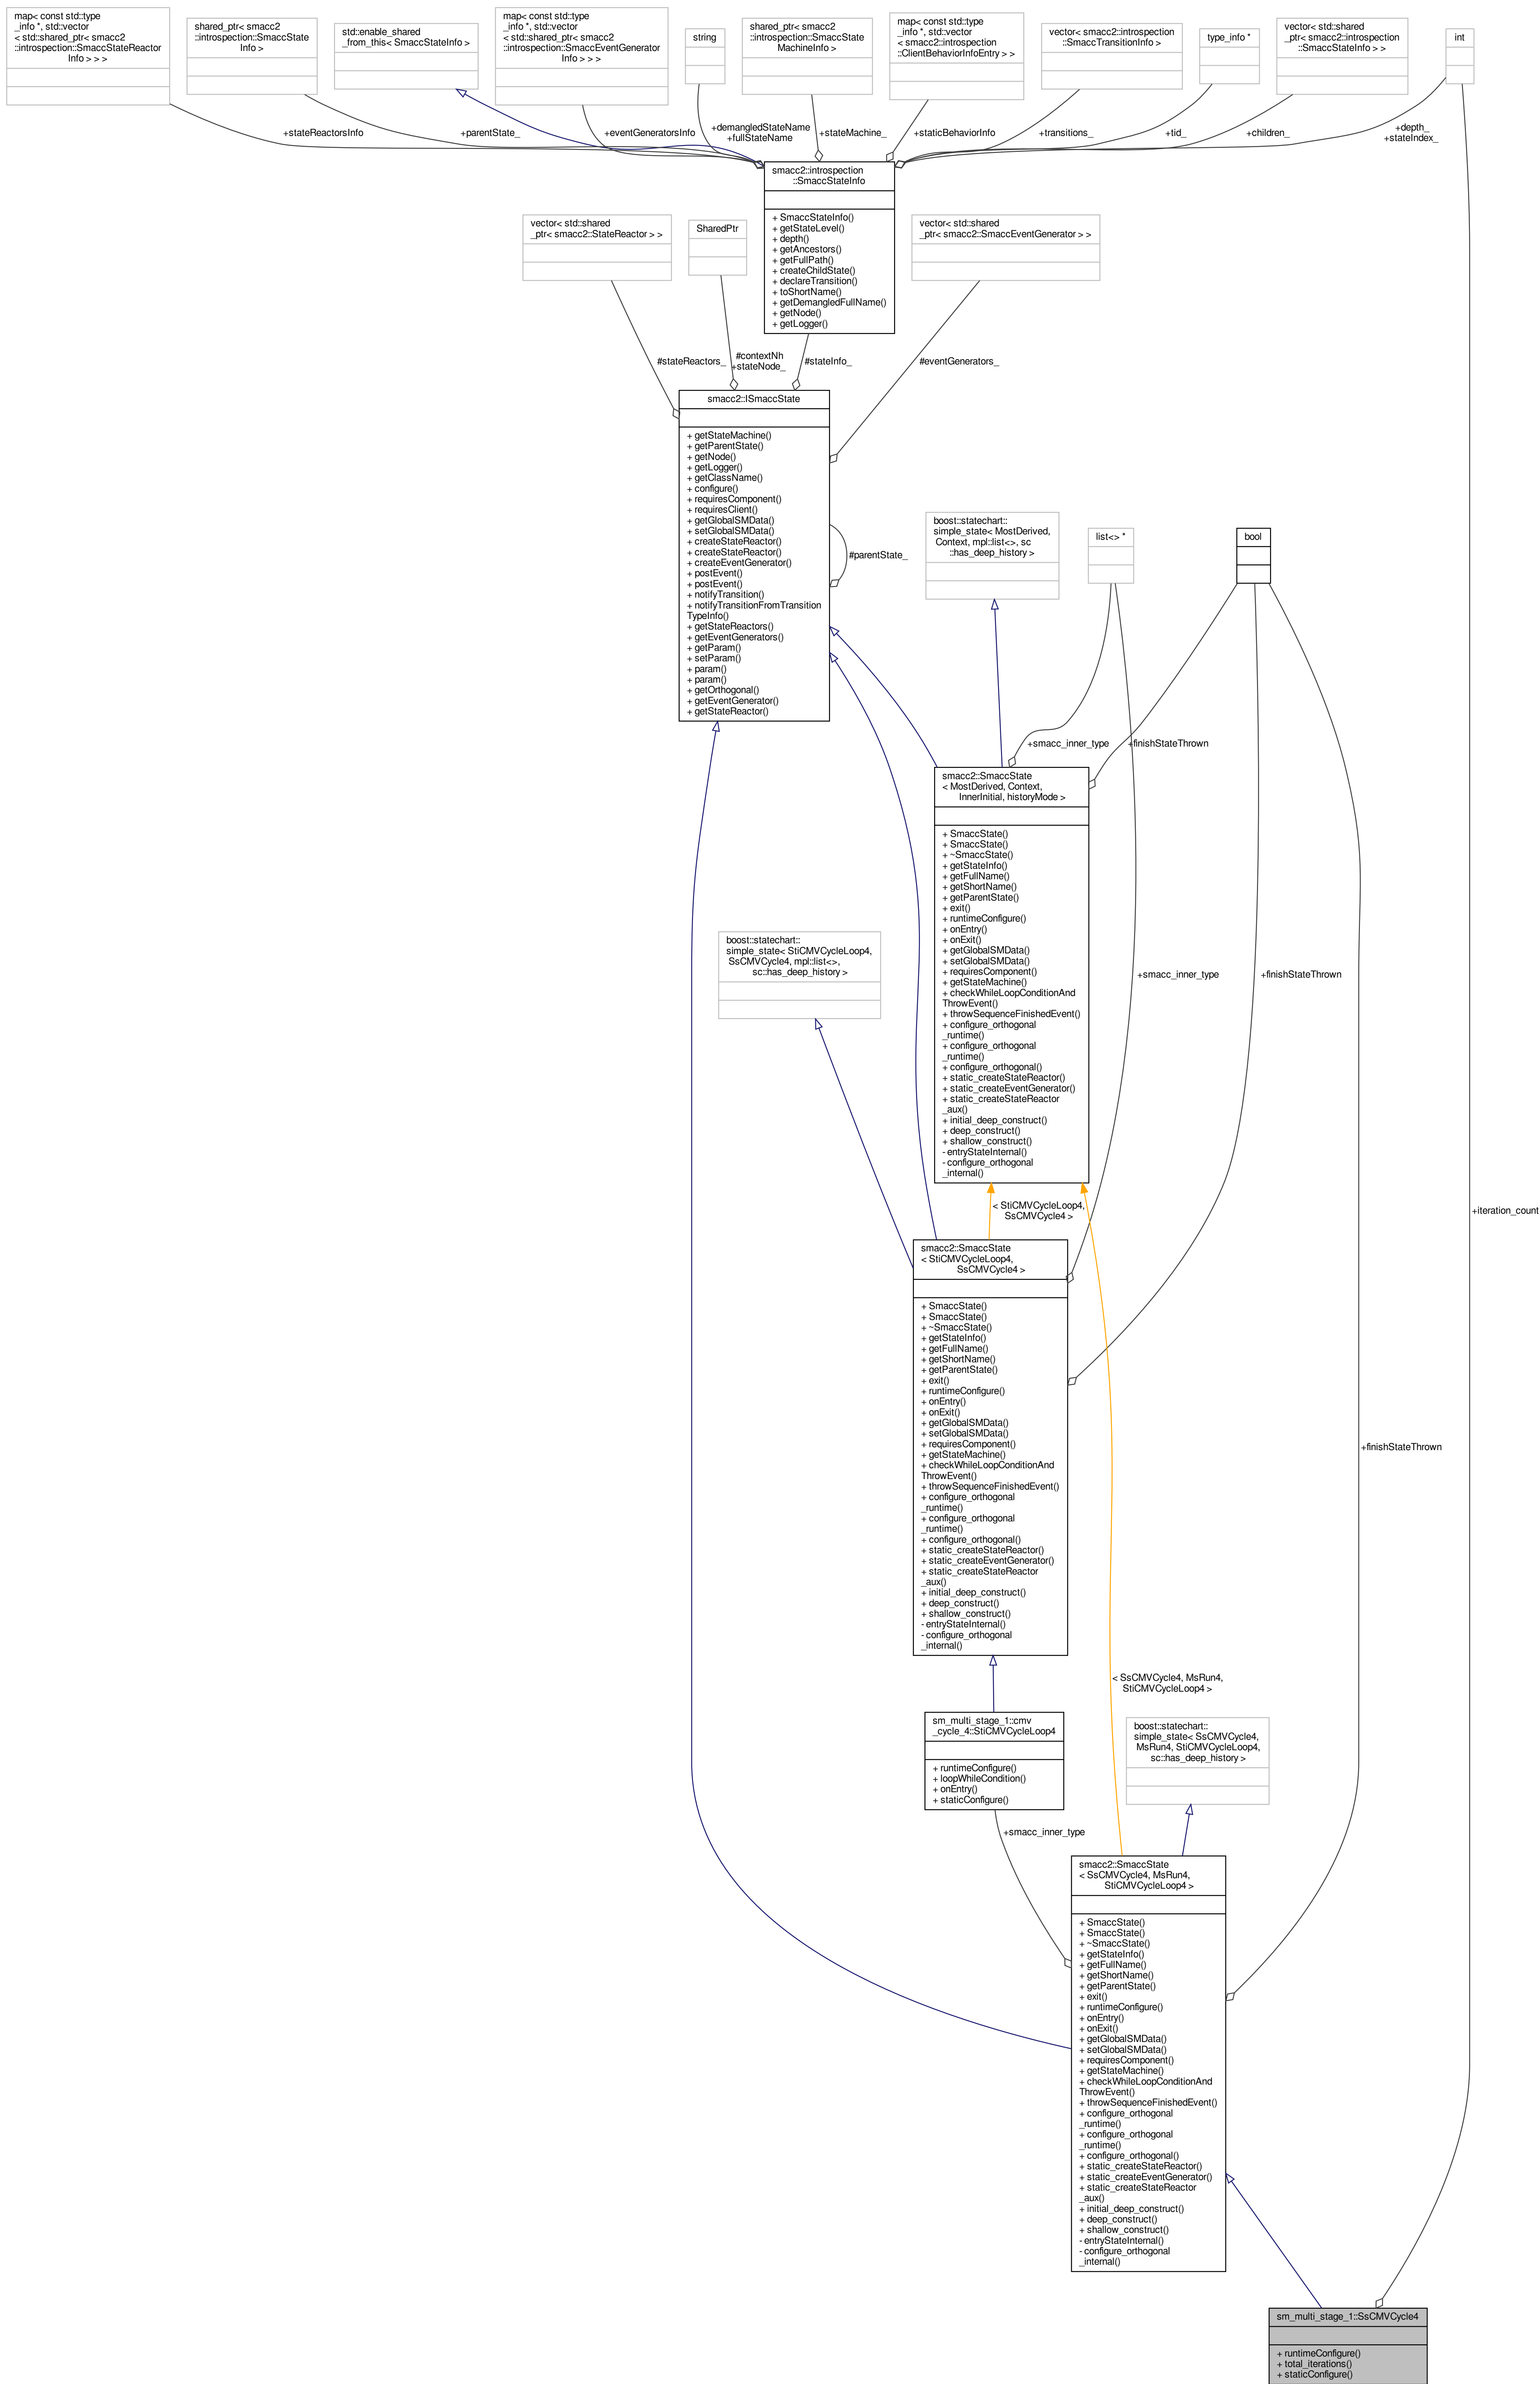 map< const std::type
_info *, std::vector
< std::shared_ptr< smacc2
::introspection::SmaccStateReactor
Info > > >
shared_ptr< smacc2
::introspection::SmaccState
Info >
std::enable_shared
_from_this< SmaccStateInfo >
map< const std::type
_info *, std::vector
< std::shared_ptr< smacc2
::introspection::SmaccEventGenerator
Info > > >
string
shared_ptr< smacc2
::introspection::SmaccState
MachineInfo >
map< const std::type
_info *, std::vector
< smacc2::introspection
::ClientBehaviorInfoEntry > >
vector< smacc2::introspection
::SmaccTransitionInfo >
type_info *
vector< std::shared
_ptr< smacc2::introspection
::SmaccStateInfo > >
int
+stateReactorsInfo
+parentState_
+eventGeneratorsInfo
+demangledStateName
+fullStateName
+stateMachine_
+staticBehaviorInfo
+transitions_
+tid_
+children_
+depth_
+stateIndex_
smacc2::introspection
::SmaccStateInfo
+ SmaccStateInfo()
+ getStateLevel()
+ depth()
+ getAncestors()
+ getFullPath()
+ createChildState()
+ declareTransition()
+ toShortName()
+ getDemangledFullName()
+ getNode()
+ getLogger()
vector< std::shared
_ptr< smacc2::StateReactor > >
SharedPtr
vector< std::shared
_ptr< smacc2::SmaccEventGenerator > >
#stateReactors_
#contextNh
+stateNode_
#stateInfo_
#eventGenerators_
smacc2::ISmaccState
+ getStateMachine()
+ getParentState()
+ getNode()
+ getLogger()
+ getClassName()
+ configure()
+ requiresComponent()
+ requiresClient()
+ getGlobalSMData()
+ setGlobalSMData()
+ createStateReactor()
+ createStateReactor()
+ createEventGenerator()
+ postEvent()
+ postEvent()
+ notifyTransition()
+ notifyTransitionFromTransition
TypeInfo()
+ getStateReactors()
+ getEventGenerators()
+ getParam()
+ setParam()
+ param()
+ param()
+ getOrthogonal()
+ getEventGenerator()
+ getStateReactor()
#parentState_
boost::statechart::
simple_state< MostDerived,
Context, mpl::list<>, sc
::has_deep_history >
list<> *
bool
+smacc_inner_type
+finishStateThrown
smacc2::SmaccState
< MostDerived, Context,
InnerInitial, historyMode >
+ SmaccState()
+ SmaccState()
+ ~SmaccState()
+ getStateInfo()
+ getFullName()
+ getShortName()
+ getParentState()
+ exit()
+ runtimeConfigure()
+ onEntry()
+ onExit()
+ getGlobalSMData()
+ setGlobalSMData()
+ requiresComponent()
+ getStateMachine()
+ checkWhileLoopConditionAnd
ThrowEvent()
+ throwSequenceFinishedEvent()
+ configure_orthogonal
_runtime()
+ configure_orthogonal
_runtime()
+ configure_orthogonal()
+ static_createStateReactor()
+ static_createEventGenerator()
+ static_createStateReactor
_aux()
+ initial_deep_construct()
+ deep_construct()
+ shallow_construct()
- entryStateInternal()
- configure_orthogonal
_internal()
boost::statechart::
simple_state< StiCMVCycleLoop4,
SsCMVCycle4, mpl::list<>,
sc::has_deep_history >
+smacc_inner_type
+finishStateThrown
< StiCMVCycleLoop4,
SsCMVCycle4 >
+iteration_count
smacc2::SmaccState
< StiCMVCycleLoop4,
SsCMVCycle4 >
+ SmaccState()
+ SmaccState()
+ ~SmaccState()
+ getStateInfo()
+ getFullName()
+ getShortName()
+ getParentState()
+ exit()
+ runtimeConfigure()
+ onEntry()
+ onExit()
+ getGlobalSMData()
+ setGlobalSMData()
+ requiresComponent()
+ getStateMachine()
+ checkWhileLoopConditionAnd
ThrowEvent()
+ throwSequenceFinishedEvent()
+ configure_orthogonal
_runtime()
+ configure_orthogonal
_runtime()
+ configure_orthogonal()
+ static_createStateReactor()
+ static_createEventGenerator()
+ static_createStateReactor
_aux()
+ initial_deep_construct()
+ deep_construct()
+ shallow_construct()
- entryStateInternal()
- configure_orthogonal
_internal()
+finishStateThrown
< SsCMVCycle4, MsRun4,
StiCMVCycleLoop4 >
sm_multi_stage_1::cmv
_cycle_4::StiCMVCycleLoop4
+ runtimeConfigure()
+ loopWhileCondition()
+ onEntry()
+ staticConfigure()
boost::statechart::
simple_state< SsCMVCycle4,
MsRun4, StiCMVCycleLoop4,
sc::has_deep_history >
+smacc_inner_type
smacc2::SmaccState
< SsCMVCycle4, MsRun4,
StiCMVCycleLoop4 >
+ SmaccState()
+ SmaccState()
+ ~SmaccState()
+ getStateInfo()
+ getFullName()
+ getShortName()
+ getParentState()
+ exit()
+ runtimeConfigure()
+ onEntry()
+ onExit()
+ getGlobalSMData()
+ setGlobalSMData()
+ requiresComponent()
+ getStateMachine()
+ checkWhileLoopConditionAnd
ThrowEvent()
+ throwSequenceFinishedEvent()
+ configure_orthogonal
_runtime()
+ configure_orthogonal
_runtime()
+ configure_orthogonal()
+ static_createStateReactor()
+ static_createEventGenerator()
+ static_createStateReactor
_aux()
+ initial_deep_construct()
+ deep_construct()
+ shallow_construct()
- entryStateInternal()
- configure_orthogonal
_internal()
sm_multi_stage_1::SsCMVCycle4
+ runtimeConfigure()
+ total_iterations()
+ staticConfigure()